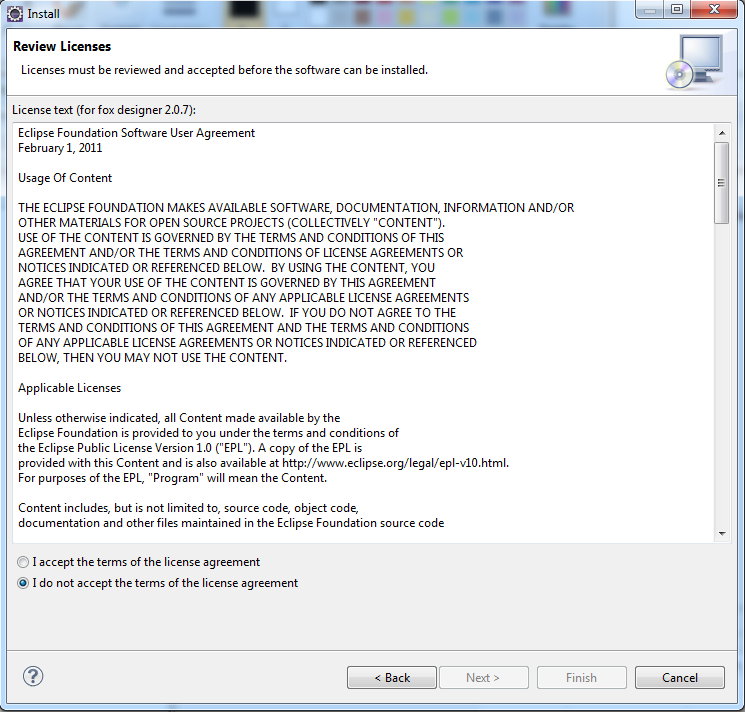 Install
Review Licenses
Licenses must be reviewed and accepted before the software can be installed.
License text (for fox designer 2.0.7):
Eclipse Foundation Software User Agreement
February 1, 2011
Usage Of Content
THE ECLIPSE FOUNDATION MAKES AVAILABLE SOFTWARE, DOCUMENTATION, INFORMATION AND/OR
OTHER MATERIALS FOR OPEN SOURCE PROJECTS (COLLECTIVELY "CONTENT").
USE OF THE CONTENT IS GOVERNED BY THE TERMS AND CONDITIONS OF THIS
AGREEMENT AND/OR THE TERMS AND CONDITIONS OF LICENSE AGREEMENTS OR
NOTICES INDICATED OR REFERENCED BELOW.  BY USING THE CONTENT, YOU
AGREE THAT YOUR USE OF THE CONTENT IS GOVERNED BY THIS AGREEMENT
AND/OR THE TERMS AND CONDITIONS OF ANY APPLICABLE LICENSE AGREEMENTS
OR NOTICES INDICATED OR REFERENCED BELOW.  IF YOU DO NOT AGREE TO THE
TERMS AND CONDITIONS OF THIS AGREEMENT AND THE TERMS AND CONDITIONS
OF ANY APPLICABLE LICENSE AGREEMENTS OR NOTICES INDICATED OR REFERENCED
BELOW, THEN YOU MAY NOT USE THE CONTENT.
Applicable Licenses
Unless otherwise indicated, all Content made available by the
Eclipse Foundation is provided to you under the terms and conditions of
the Eclipse Public License Version 1.0 ("EPL"). A copy of the EPL is
provided with this Content and is also available at http://www.eclipse.org/legal/epl-v10.html.
For purposes of the EPL, "Program" will mean the Content.
Content includes, but is not limited to, source code, object code,
documentation and other files maintained in the Eclipse Foundation source code
I accept the terms of the license agreement
I do not accept the terms of the license agreement
?
< Back
Next >
Finish
Cancel